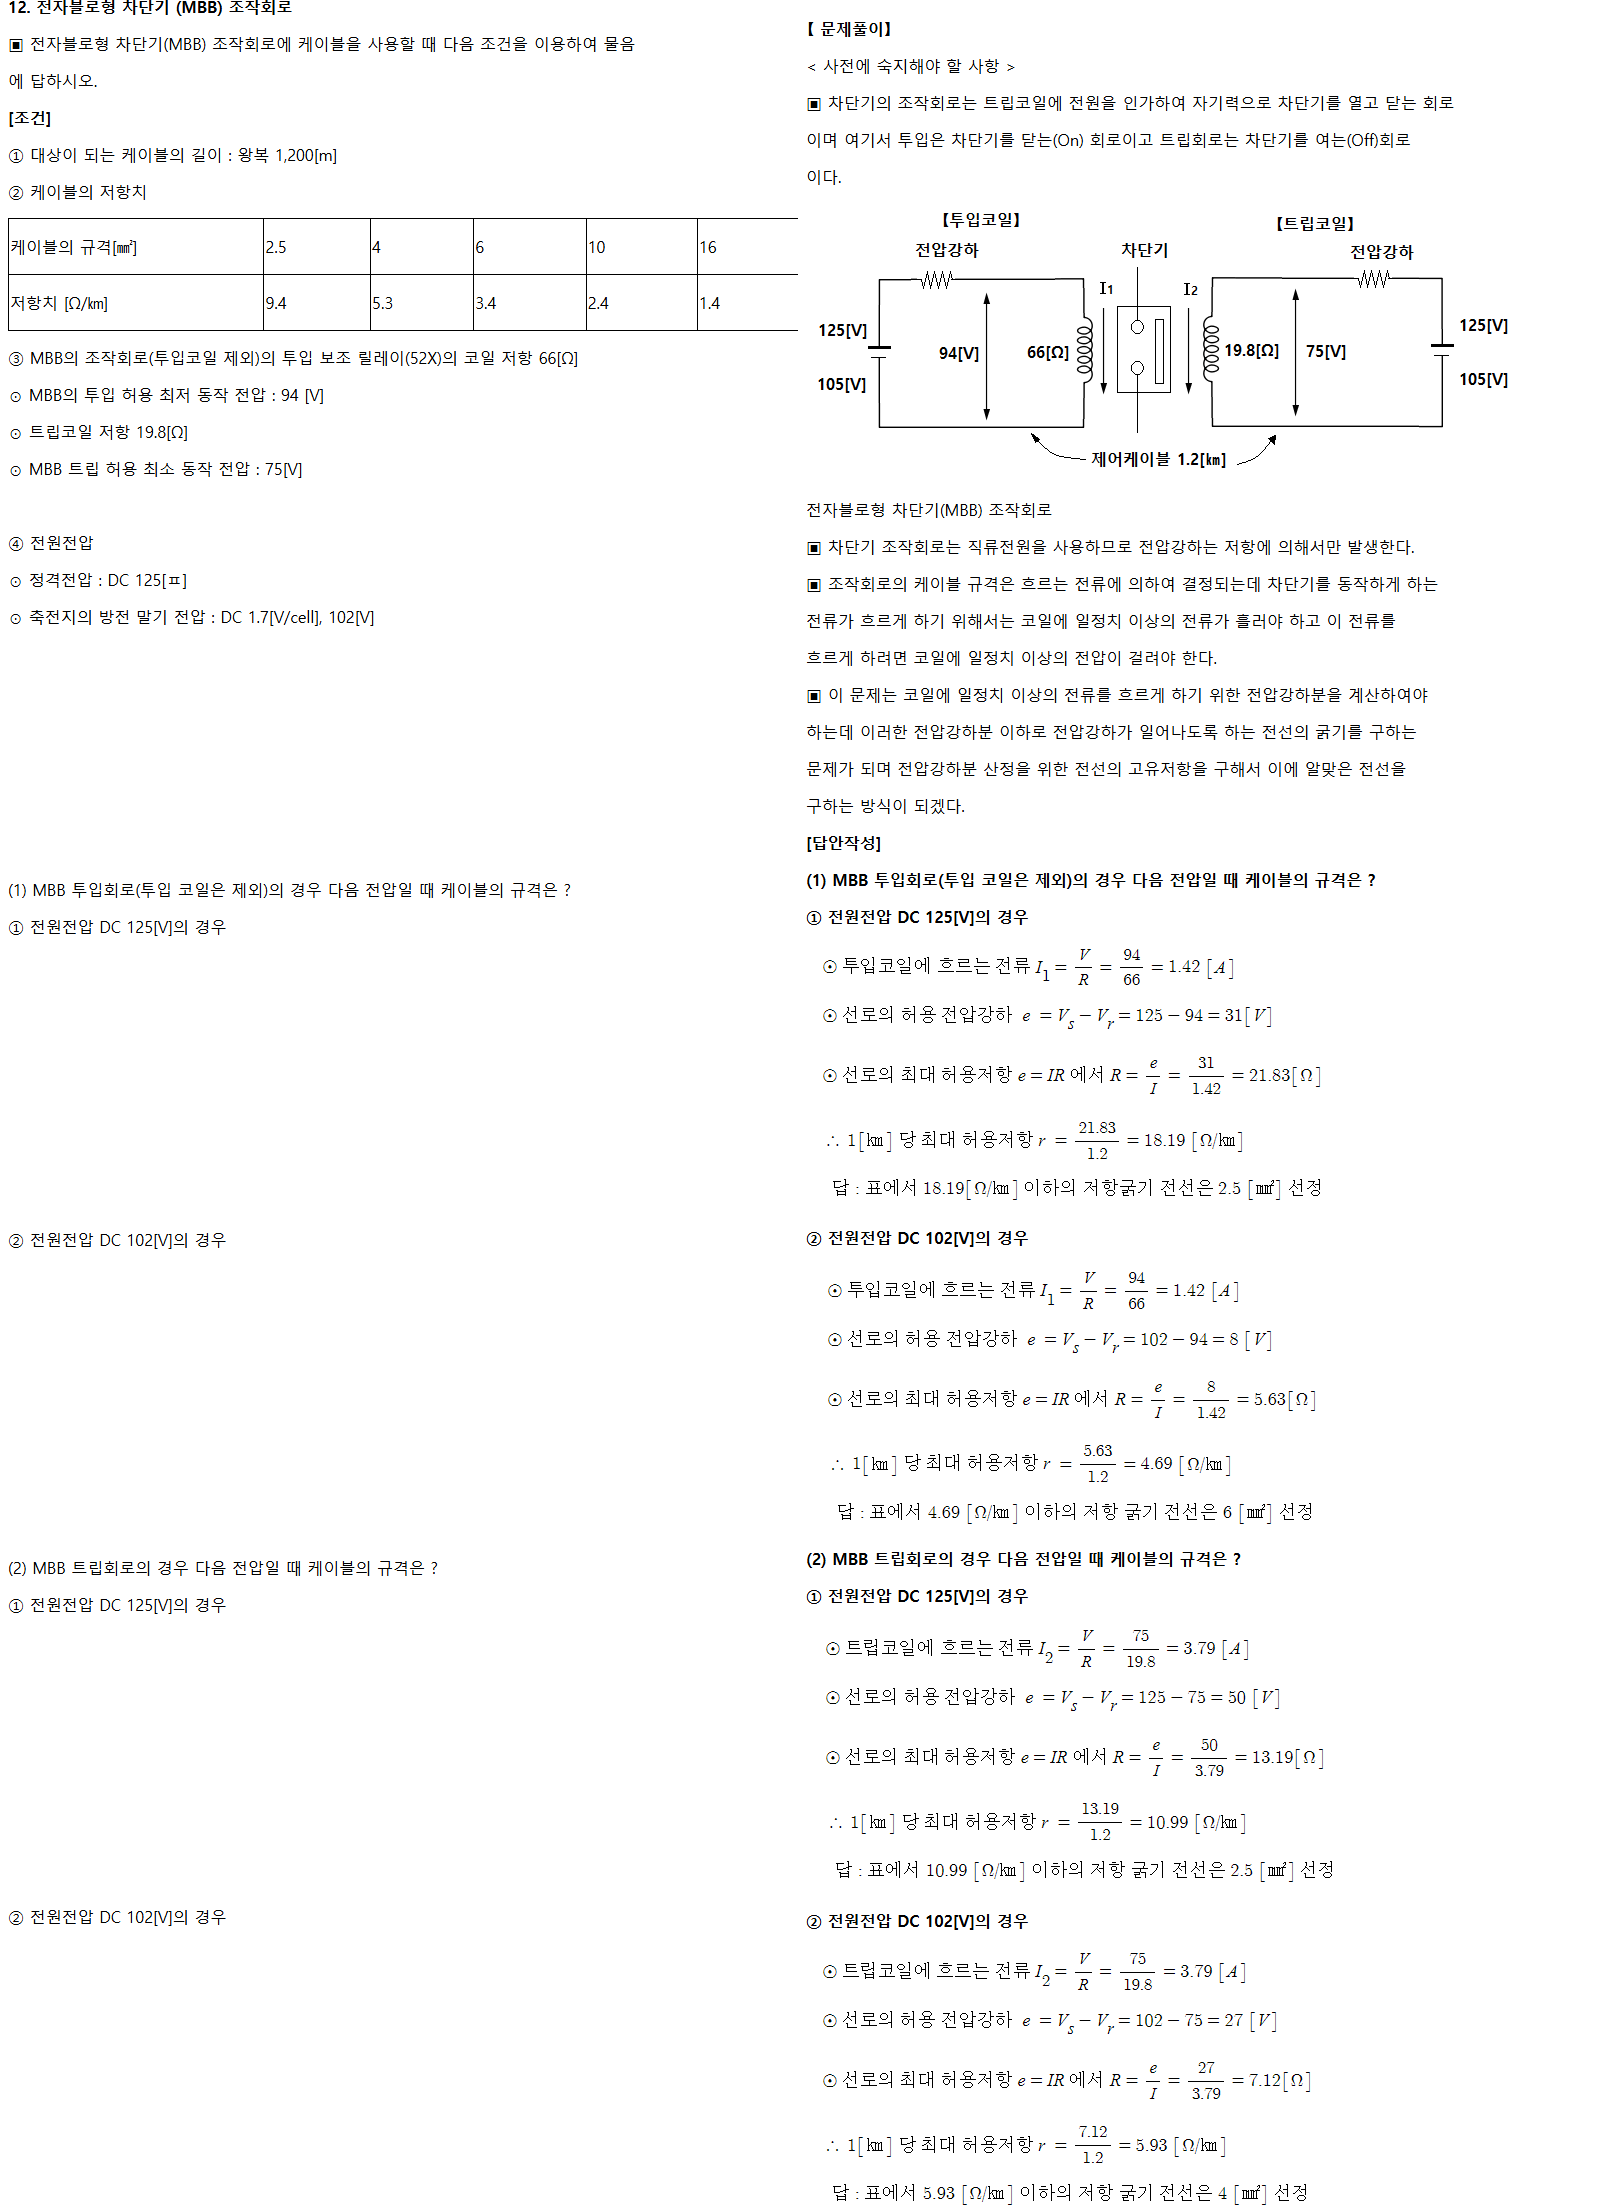 12. 전자블로형 차단기 (MBB) 조작회로
▣ 전자블로형 차단기(MBB) 조작회로에 케이블을 사용할 때 다음 조건을 이용하여 물음
에 답하시오.
[조건]
① 대상이 되는 케이블의 길이 : 왕복 1,200[m]
② 케이블의 저항치
케이블의 규격[㎟] 2.5 4 6 10 16
저항치 [Ω/㎞] 9.4 5.3 3.4 2.4 1.4
③ MBB의 조작회로(투입코일 제외)의 투입 보조 릴레이(52X)의 코일 저항 66[Ω]
⊙ MBB의 투입 허용 최저 동작 전압 : 94 [V]
⊙ 트립코일 저항 19.8[Ω]
⊙ MBB 트립 허용 최소 동작 전압 : 75[V]
④ 전원전압
⊙ 정격전압 : DC 125[ㅍ]
⊙ 축전지의 방전 말기 전압 : DC 1.7[V/cell], 102[V]
(1) MBB 투입회로(투입 코일은 제외)의 경우 다음 전압일 때 케이블의 규격은 ?
① 전원전압 DC 125[V]의 경우
② 전원전압 DC 102[V]의 경우
(2) MBB 트립회로의 경우 다음 전압일 때 케이블의 규격은 ?
① 전원전압 DC 125[V]의 경우
② 전원전압 DC 102[V]의 경우
【 문제풀이】
< 사전에 숙지해야 할 사항 >
▣ 차단기의 조작회로는 트립코일에 전원을 인가하여 자기력으로 차단기를 열고 닫는 회로
이며 여기서 투입은 차단기를 닫는(On) 회로이고 트립회로는 차단기를 여는(Off)회로
이다.
【투입코일】 【트립코일】
전압강하 차단기 전압강하
I1 I2
125[V] 94[V] 66[Ω] 19.8[Ω] 75[V] 125[V]
105[V] 105[V]
제어케이블 1.2[㎞]
전자블로형 차단기(MBB) 조작회로
▣ 차단기 조작회로는 직류전원을 사용하므로 전압강하는 저항에 의해서만 발생한다.
▣ 조작회로의 케이블 규격은 흐르는 전류에 의하여 결정되는데 차단기를 동작하게 하는
전류가 흐르게 하기 위해서는 코일에 일정치 이상의 전류가 흘러야 하고 이 전류를
흐르게 하려면 코일에 일정치 이상의 전압이 걸려야 한다.
▣ 이 문제는 코일에 일정치 이상의 전류를 흐르게 하기 위한 전압강하분을 계산하여야
하는데 이러한 전압강하분 이하로 전압강하가 일어나도록 하는 전선의 굵기를 구하는
문제가 되며 전압강하분 산정을 위한 전선의 고유저항을 구해서 이에 알맞은 전선을
구하는 방식이 되겠다.
[답안작성]
(1) MBB 투입회로(투입 코일은 제외)의 경우 다음 전압일 때 케이블의 규격은 ?
① 전원전압 DC 125[V]의 경우
⊙ 투입코일에 흐르는 전류 I₁ = V/R = 94/66 = 1.42 [A]
⊙ 선로의 허용 전압강하 e = Vs − Vr = 125 − 94 = 31[V]
⊙ 선로의 최대 허용저항 e = IR 에서 R = e/I = 31/1.42 = 21.83[Ω]
∴ 1[㎞] 당 최대 허용저항 r = 21.83/1.2 = 18.19 [Ω/㎞]
답 : 표에서 18.19[Ω/㎞] 이하의 저항굵기 전선은 2.5 [㎟] 선정
② 전원전압 DC 102[V]의 경우
⊙ 투입코일에 흐르는 전류 I₁ = V/R = 94/66 = 1.42 [A]
⊙ 선로의 허용 전압강하 e = Vs − Vr = 102 − 94 = 8 [V]
⊙ 선로의 최대 허용저항 e = IR 에서 R = e/I = 8/1.42 = 5.63[Ω]
∴ 1[㎞] 당 최대 허용저항 r = 5.63/1.2 = 4.69 [Ω/㎞]
답 : 표에서 4.69 [Ω/㎞] 이하의 저항 굵기 전선은 6 [㎟] 선정
(2) MBB 트립회로의 경우 다음 전압일 때 케이블의 규격은 ?
① 전원전압 DC 125[V]의 경우
⊙ 트립코일에 흐르는 전류 I₂ = V/R = 75/19.8 = 3.79 [A]
⊙ 선로의 허용 전압강하 e = Vs − Vr = 125 − 75 = 50 [V]
⊙ 선로의 최대 허용저항 e = IR 에서 R = e/I = 50/3.79 = 13.19[Ω]
∴ 1[㎞] 당 최대 허용저항 r = 13.19/1.2 = 10.99 [Ω/㎞]
답 : 표에서 10.99 [Ω/㎞] 이하의 저항 굵기 전선은 2.5 [㎟] 선정
② 전원전압 DC 102[V]의 경우
⊙ 트립코일에 흐르는 전류 I₂ = V/R = 75/19.8 = 3.79 [A]
⊙ 선로의 허용 전압강하 e = Vs − Vr = 102 − 75 = 27 [V]
⊙ 선로의 최대 허용저항 e = IR 에서 R = e/I = 27/3.79 = 7.12[Ω]
∴ 1[㎞] 당 최대 허용저항 r = 7.12/1.2 = 5.93 [Ω/㎞]
답 : 표에서 5.93 [Ω/㎞] 이하의 저항 굵기 전선은 4 [㎟] 선정